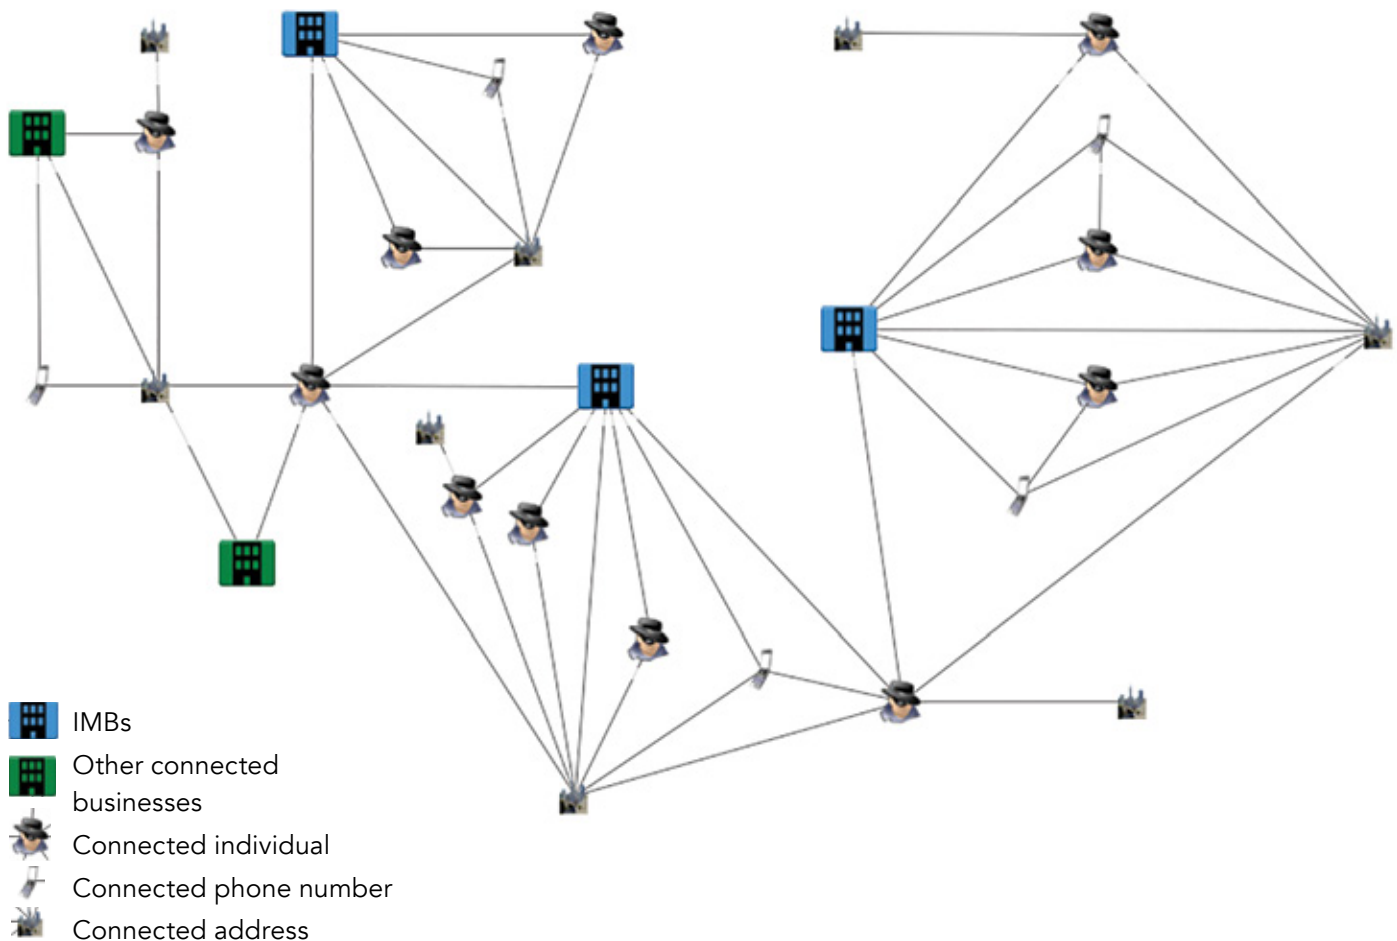 IMBs
Other connected
businesses
Connected individual
Connected phone number
Connected address